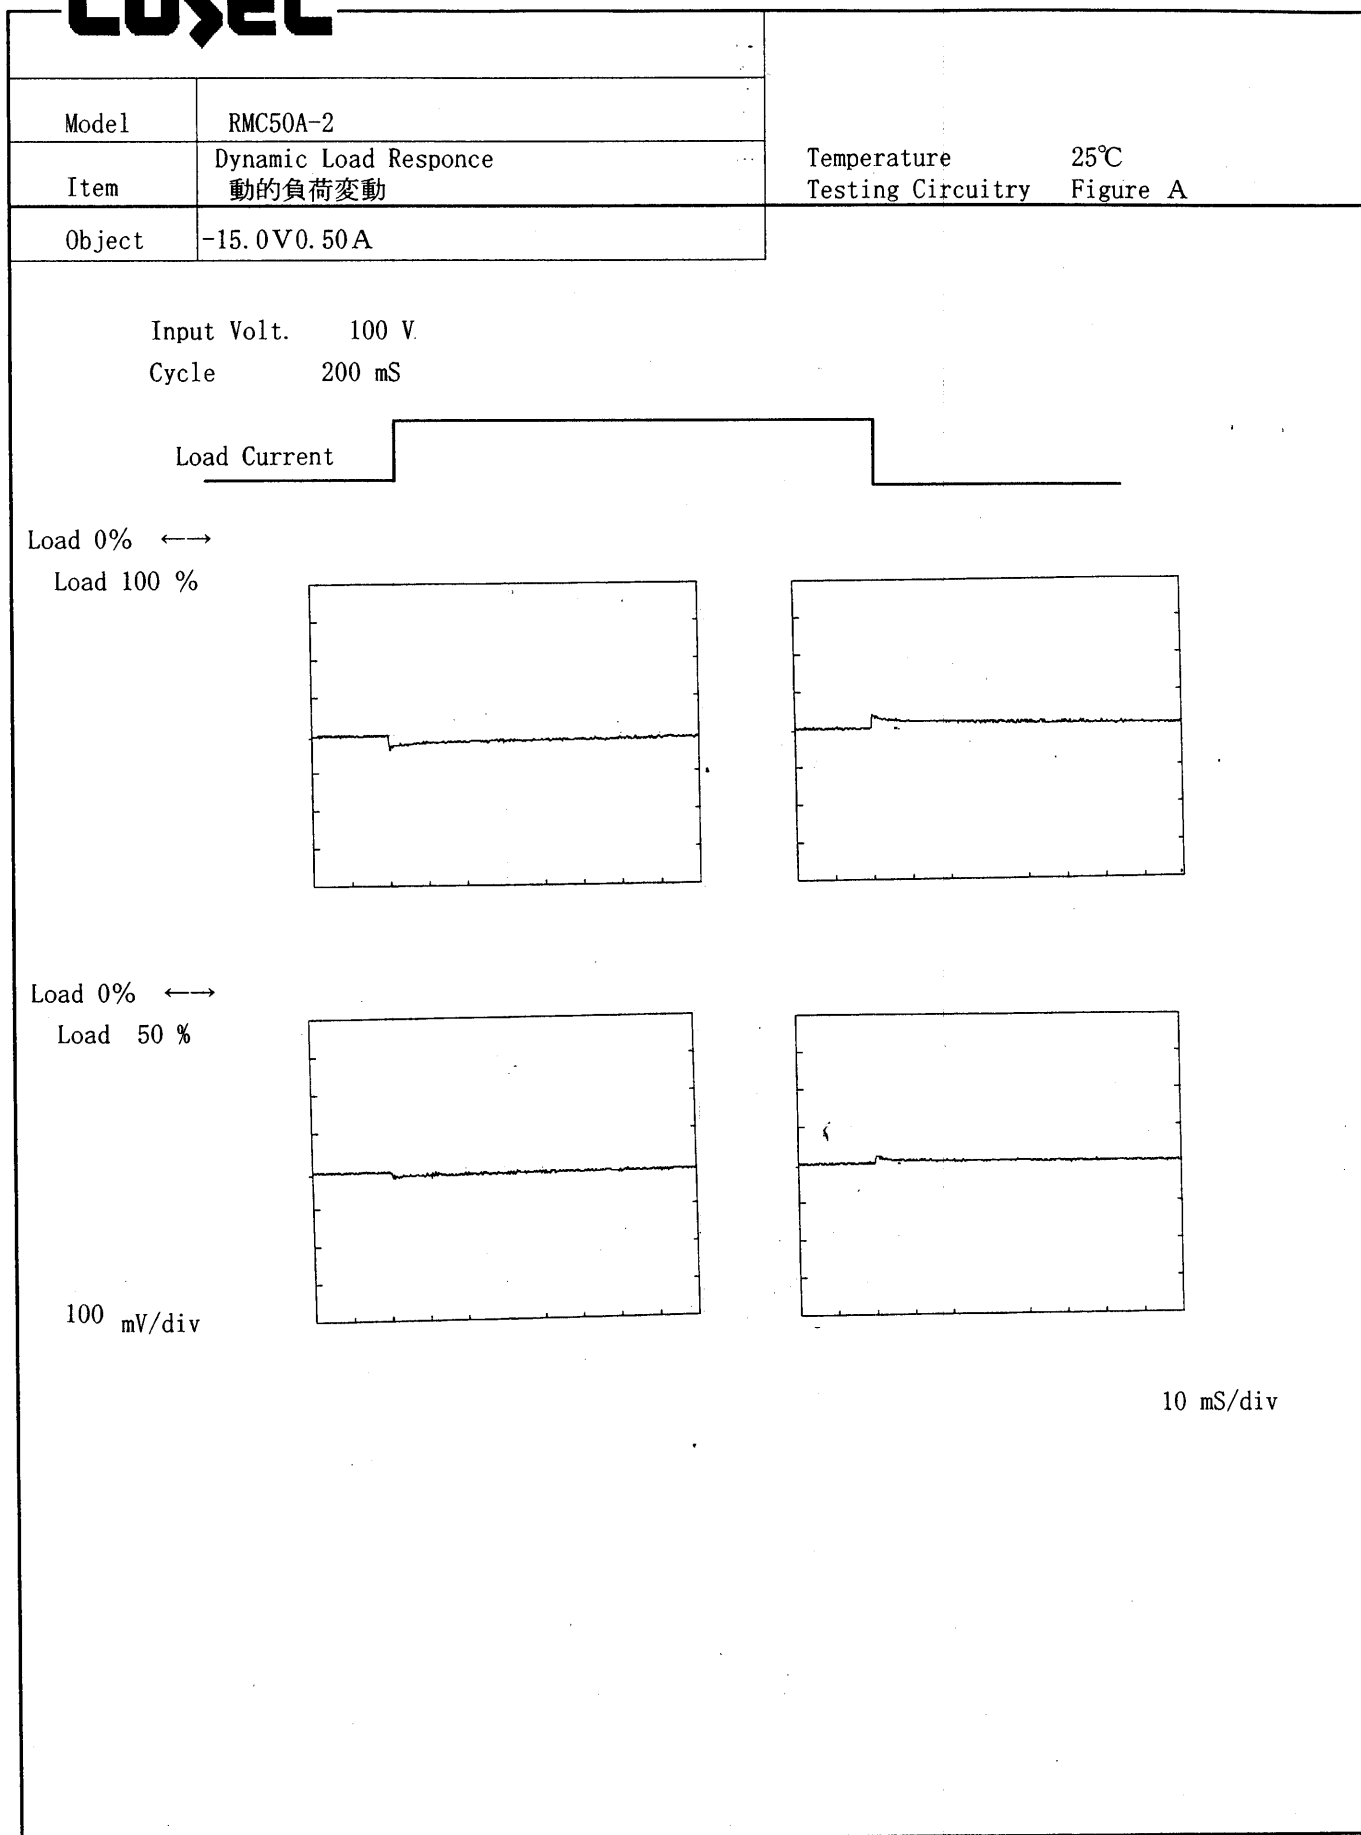 COSEL
Model RMC50A-2
Item Dynamic Load Responce
動的負荷変動
Temperature 25℃
Testing Circuitry Figure A
Object -15.0V0.50A
Input Volt. 100 V
Cycle 200 mS
Load Current
Load 0% ←→
Load 100 %
Load 0% ←→
Load 50 %
100 mV/div
10 mS/div